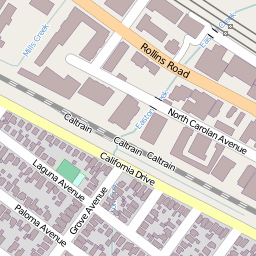 Mills Creek
Rollins Road
North Carolan Avenue
Caltrain
Caltrain
Caltrain
California Drive
Laguna Avenue
Paloma Avenue
Grove Avenue